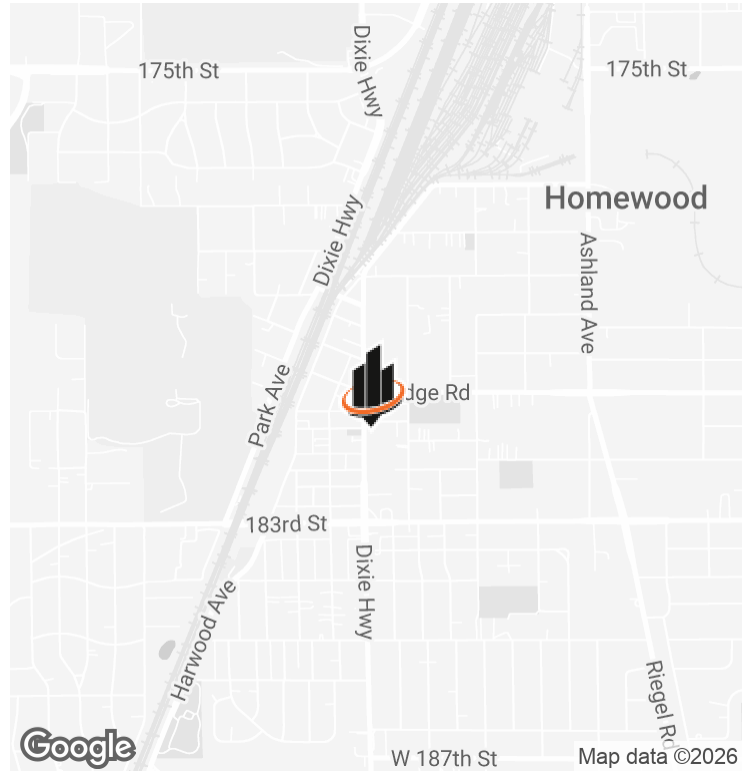 175th St
Dixie Hwy
175th St
Homewood
Dixie Hwy
Ashland Ave
Park Ave
dge Rd
183rd St
Dixie Hwy
Harwood Ave
Riegel Rd
Google
W 187th St
Map data ©2026